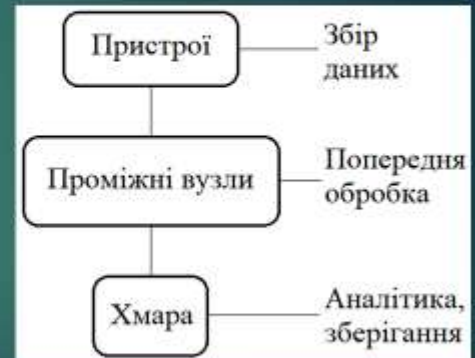 Пристрої
Збір
даних
Проміжні вузли
Попередня
обробка
Хмара
Аналітика,
зберігання